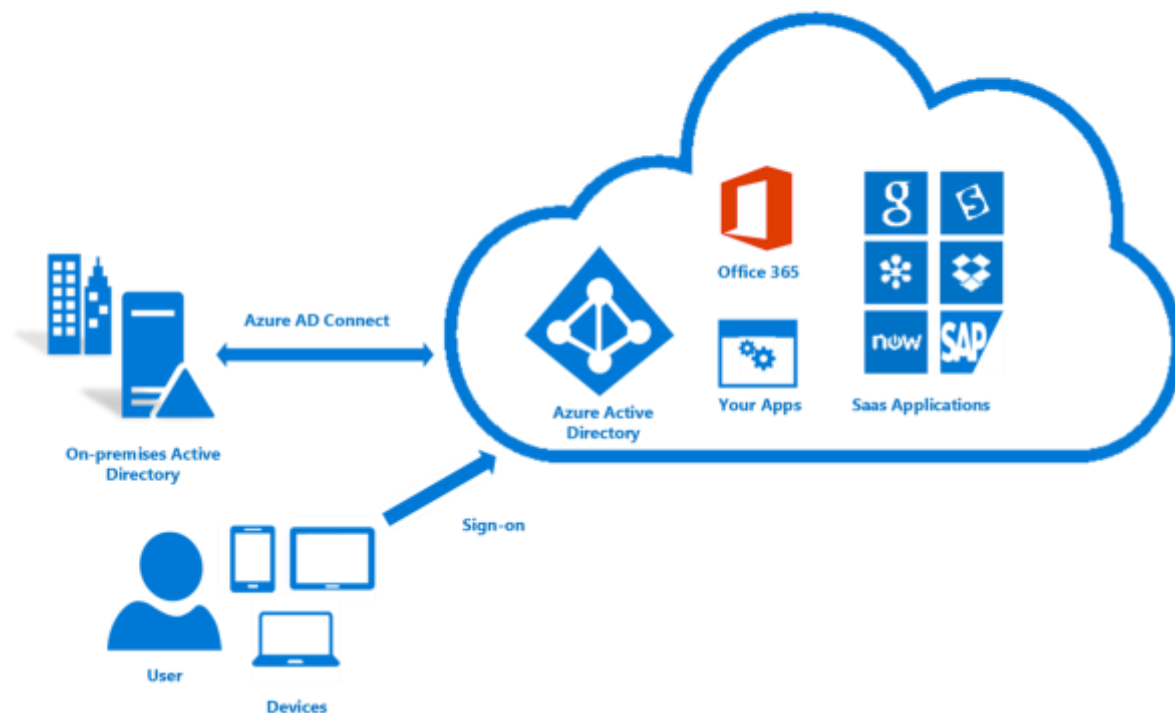 Office 365
g
S
now
SAP
Azure AD Connect
Azure Active
Directory
Your Apps
Saas Applications
On-premises Active
Directory
Sign-on
User
Devices